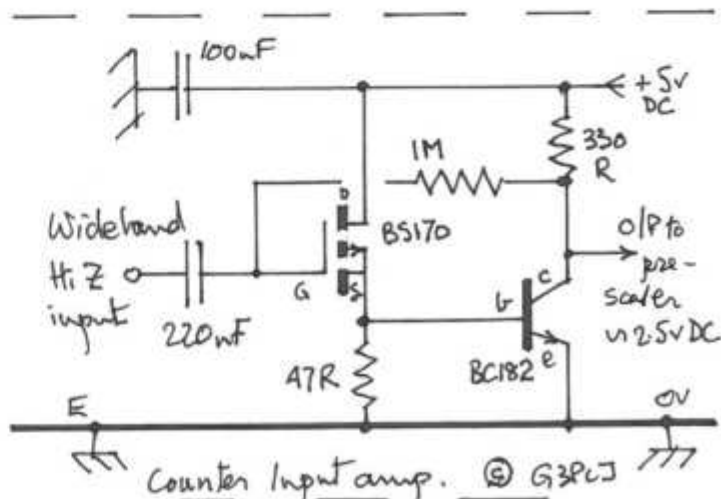 100nF
+5v
DC
1M
330
R
D
BS170
Wideband
Hi Z
input
G
S
220nF
O/P to
pre-
scaler
~2.5v DC
b
c
e
BC182
47R
E
0V
Counter Input amp. © G3PCJ